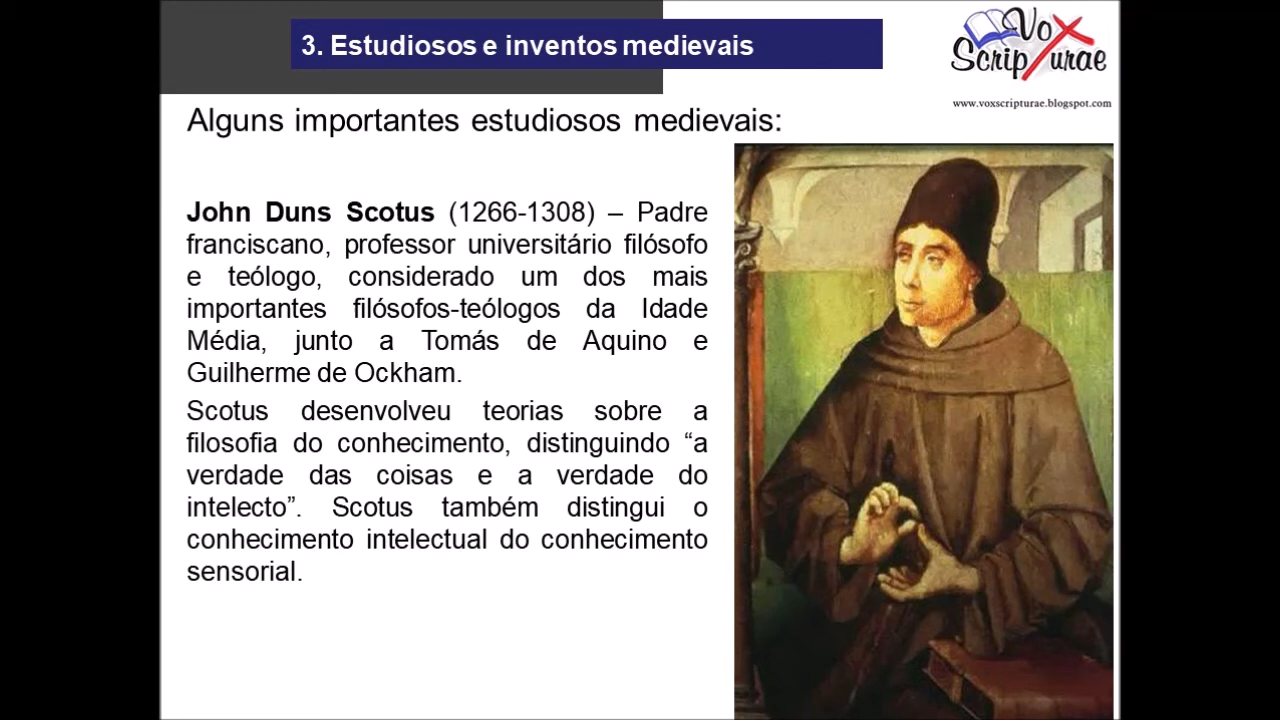 3. Estudiosos e inventos medievais
Vox
Scripturae
www.voxscripturae.blogspot.com
Alguns importantes estudiosos medievais:
John Duns Scotus (1266-1308) – Padre
franciscano, professor universitário filósofo
e teólogo, considerado um dos mais
importantes filósofos-teólogos da Idade
Média, junto a Tomás de Aquino e
Guilherme de Ockham.
Scotus desenvolveu teorias sobre a
filosofia do conhecimento, distinguindo “a
verdade das coisas e a verdade do
intelecto”. Scotus também distingui o
conhecimento intelectual do conhecimento
sensorial.